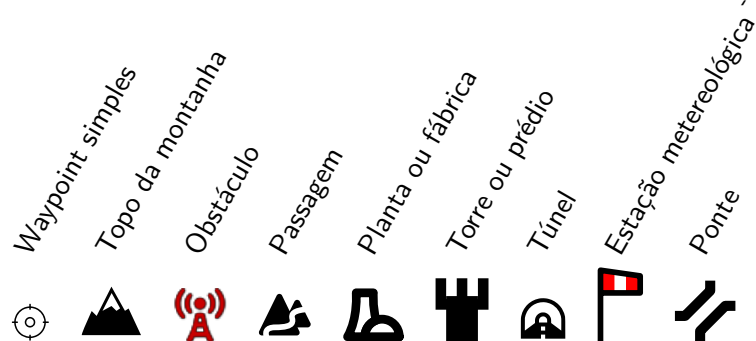 Waypoint simples
Topo da montanha
Obstáculo
Passagem
Planta ou fábrica
Torre ou prédio
Túnel
Estação metereológica -
Ponte